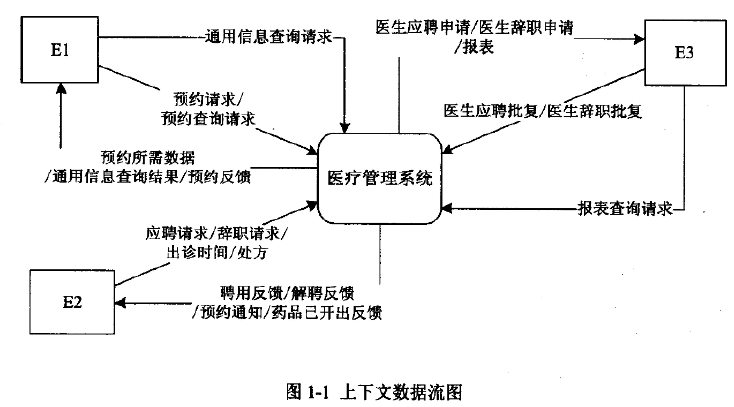 E1
通用信息查询请求
医生应聘申请/医生辞职申请
/报表
E3
预约请求/
预约查询请求
医生应聘批复/医生辞职批复
预约所需数据
/通用信息查询结果/预约反馈
医疗管理系统
报表查询请求
应聘请求/辞职请求/
出诊时间/处方
E2
聘用反馈/解聘反馈
/预约通知/药品已开出反馈
图 1-1 上下文数据流图